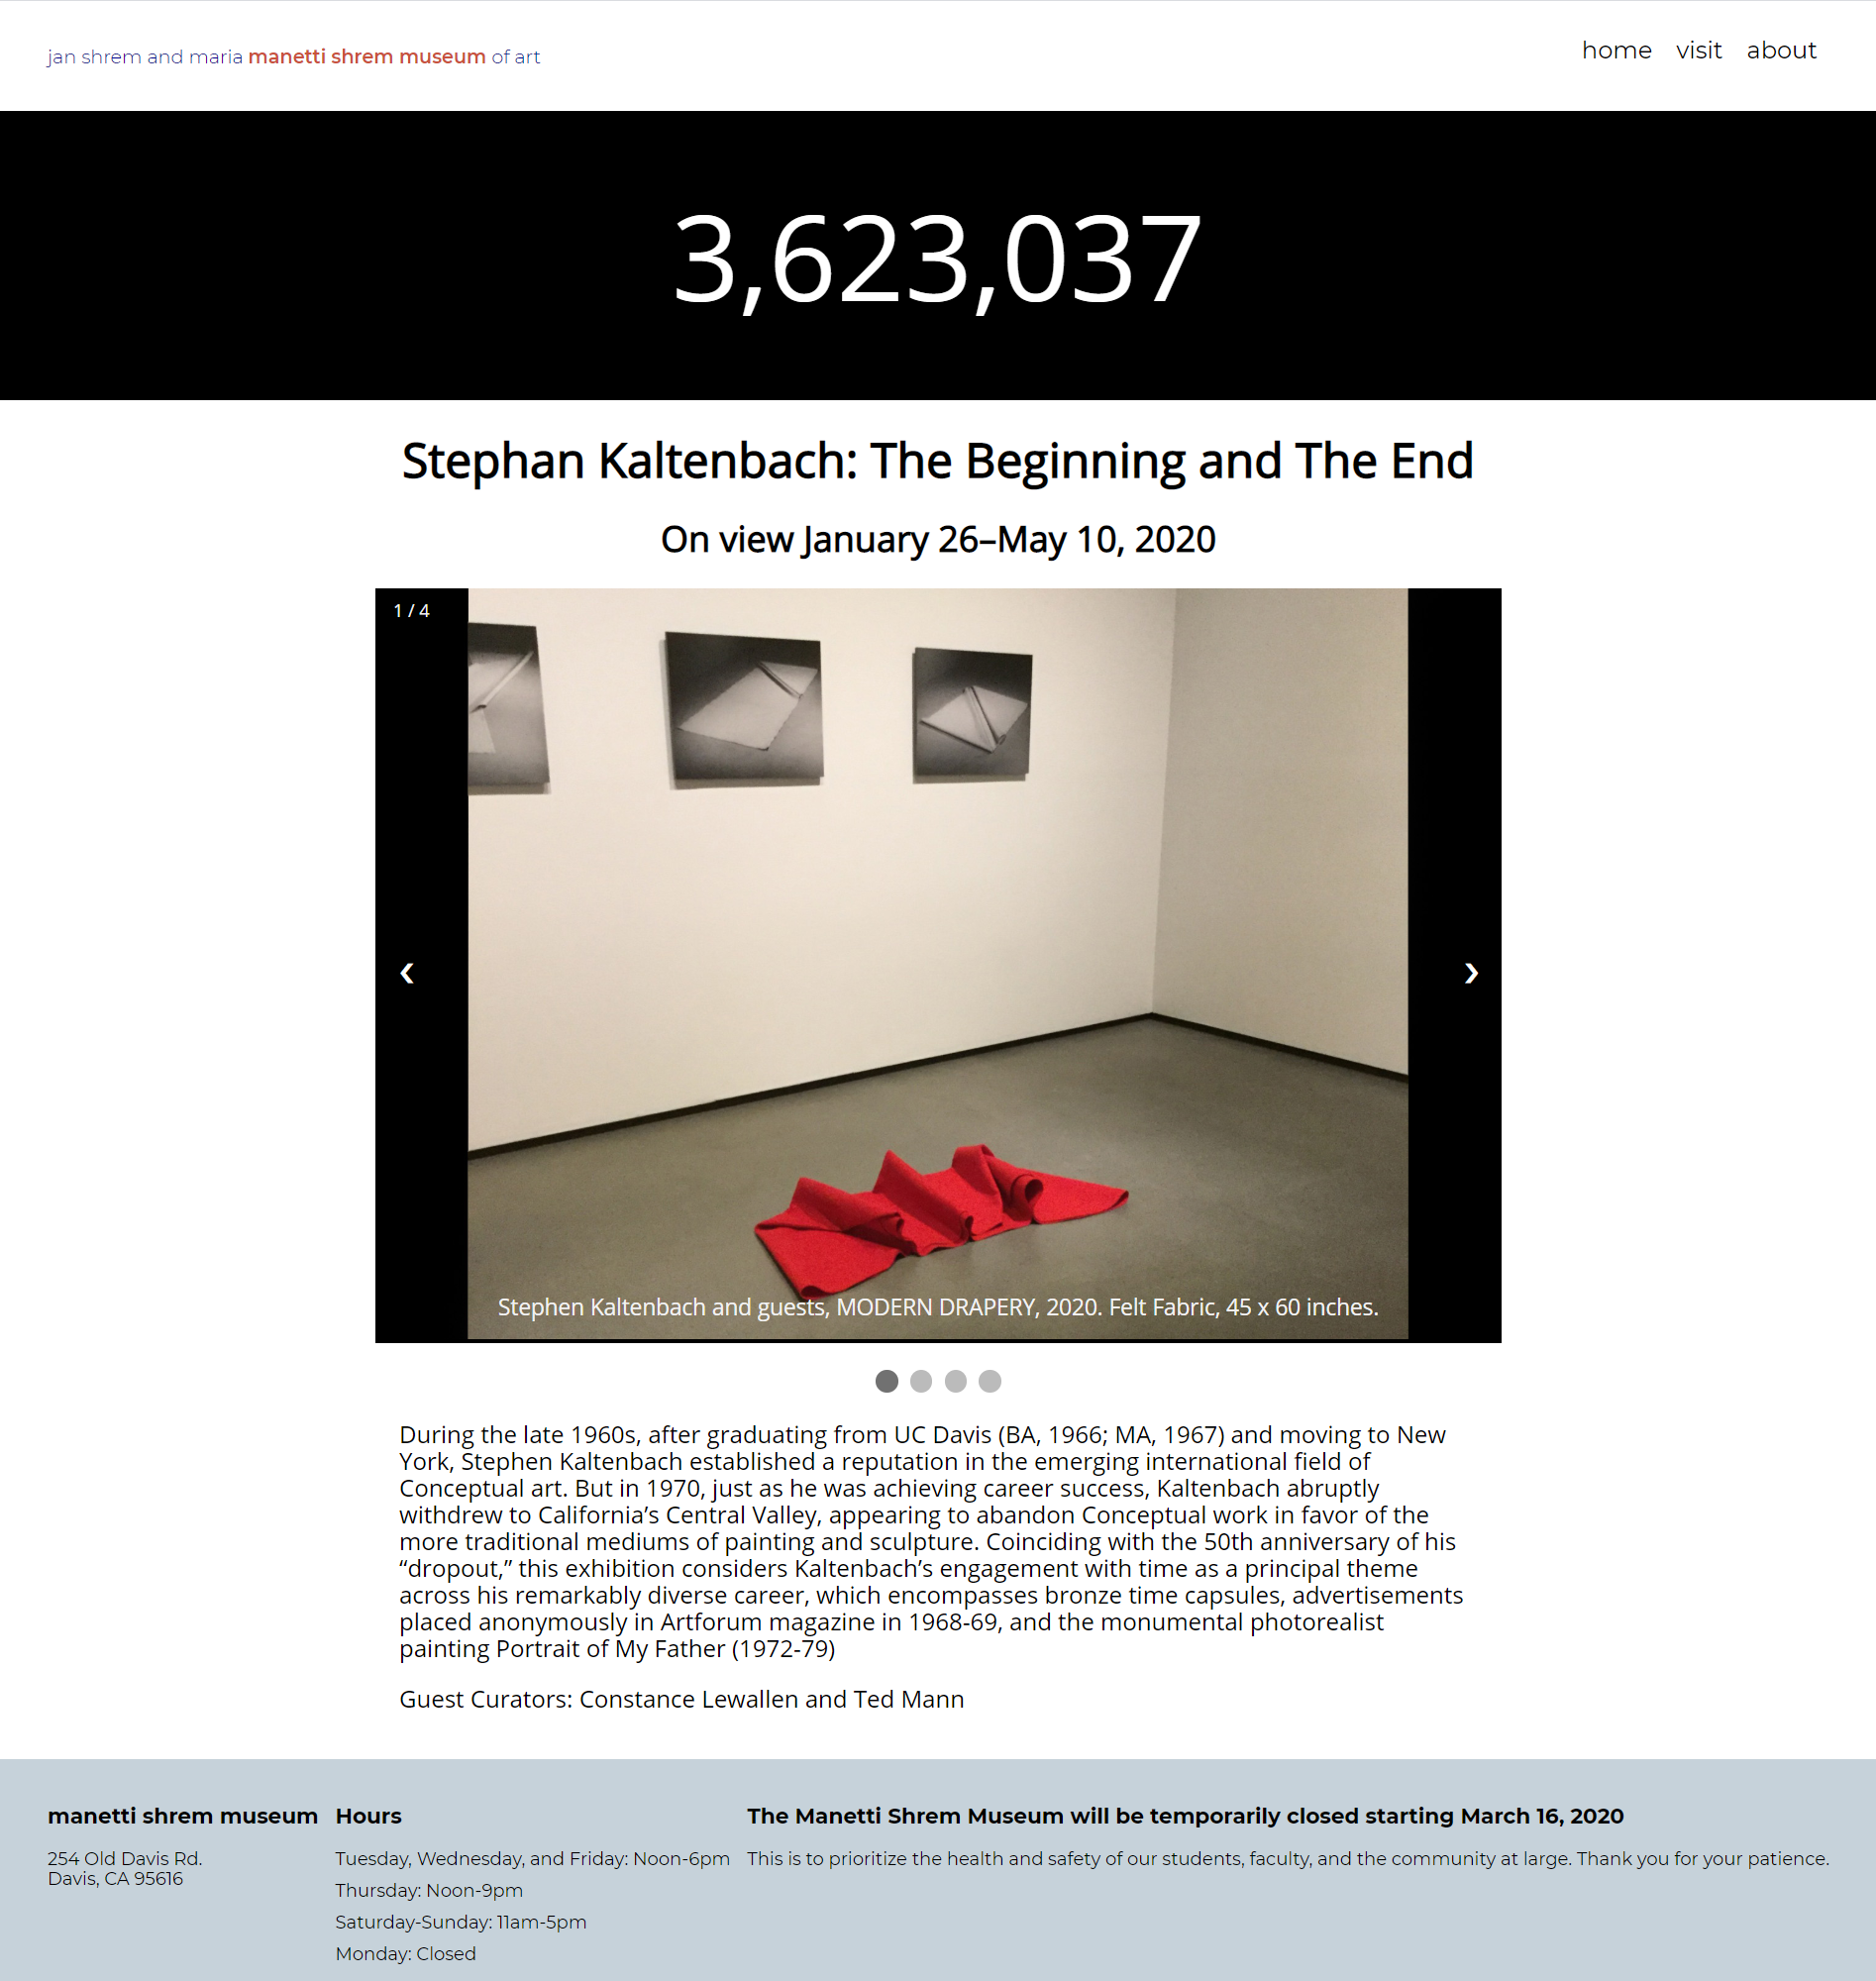 jan shrem and maria manetti shrem museum of art
home visit about
3,623,037
Stephan Kaltenbach: The Beginning and The End
On view January 26–May 10, 2020
1 / 4
❮ ❯
Stephen Kaltenbach and guests, MODERN DRAPERY, 2020. Felt Fabric, 45 x 60 inches.
During the late 1960s, after graduating from UC Davis (BA, 1966; MA, 1967) and moving to New
York, Stephen Kaltenbach established a reputation in the emerging international field of
Conceptual art. But in 1970, just as he was achieving career success, Kaltenbach abruptly
withdrew to California’s Central Valley, appearing to abandon Conceptual work in favor of the
more traditional mediums of painting and sculpture. Coinciding with the 50th anniversary of his
“dropout,” this exhibition considers Kaltenbach’s engagement with time as a principal theme
across his remarkably diverse career, which encompasses bronze time capsules, advertisements
placed anonymously in Artforum magazine in 1968-69, and the monumental photorealist
painting Portrait of My Father (1972-79)
Guest Curators: Constance Lewallen and Ted Mann
manetti shrem museum
254 Old Davis Rd.
Davis, CA 95616
Hours
Tuesday, Wednesday, and Friday: Noon-6pm
Thursday: Noon-9pm
Saturday-Sunday: 11am-5pm
Monday: Closed
The Manetti Shrem Museum will be temporarily closed starting March 16, 2020
This is to prioritize the health and safety of our students, faculty, and the community at large. Thank you for your patience.